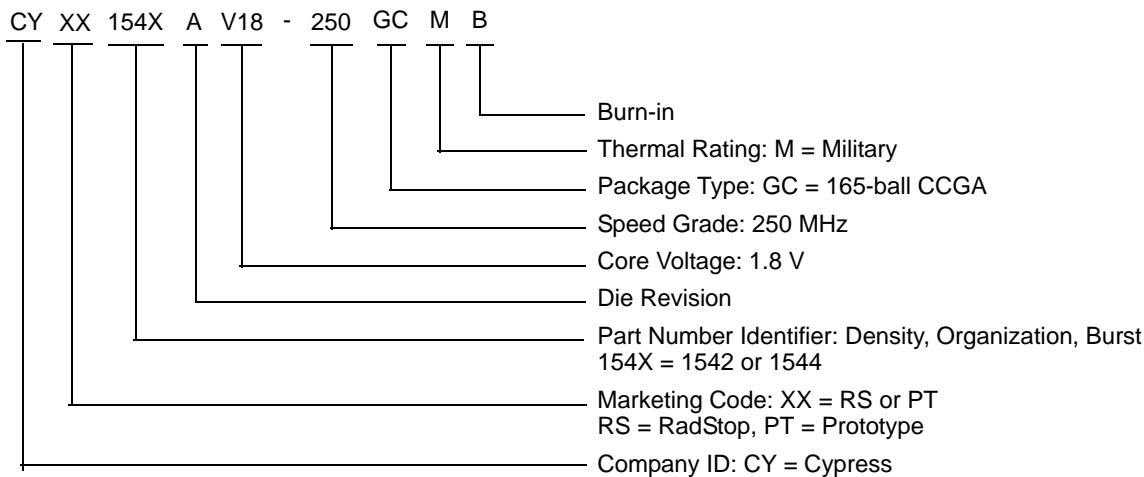 CY XX 154X A V18 - 250 GC M B
Burn-in
Thermal Rating: M = Military
Package Type: GC = 165-ball CCGA
Speed Grade: 250 MHz
Core Voltage: 1.8 V
Die Revision
Part Number Identifier: Density, Organization, Burst
154X = 1542 or 1544
Marketing Code: XX = RS or PT
RS = RadStop, PT = Prototype
Company ID: CY = Cypress